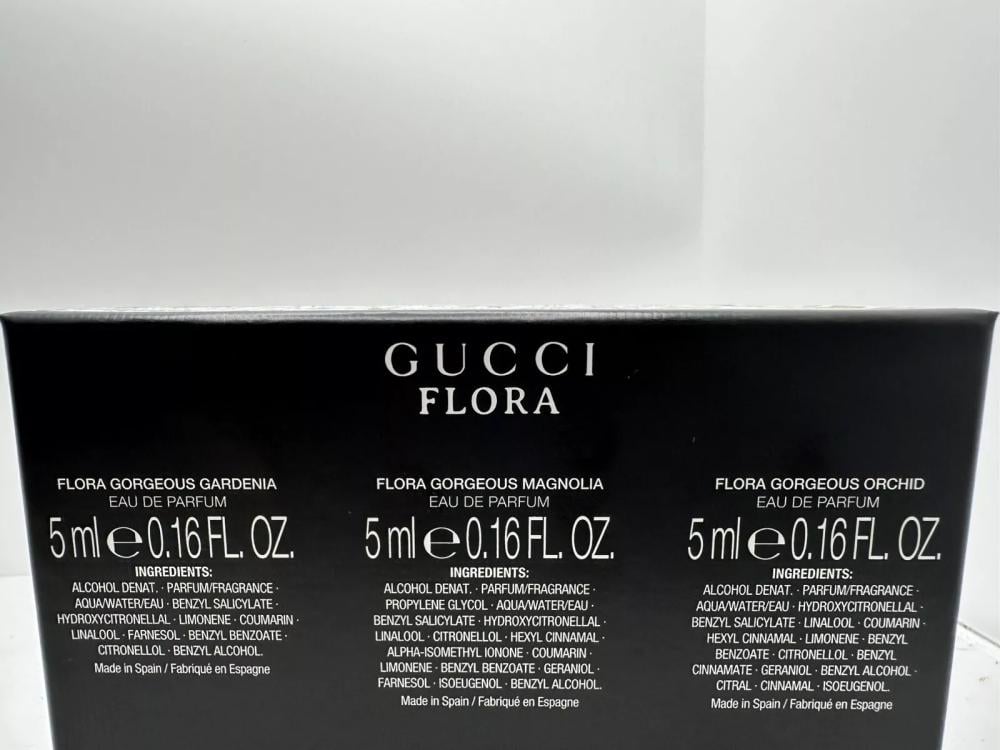 GUCCI
FLORA
FLORA GORGEOUS GARDENIA
EAU DE PARFUM
5 ml e 0.16 FL. OZ.
INGREDIENTS:
ALCOHOL DENAT. · PARFUM/FRAGRANCE ·
AQUA/WATER/EAU · BENZYL SALICYLATE ·
HYDROXYCITRONELLAL · LIMONENE · COUMARIN ·
LINALOOL · FARNESOL · BENZYL BENZOATE ·
CITRONELLOL · BENZYL ALCOHOL.
Made in Spain / Fabriqué en Espagne
FLORA GORGEOUS MAGNOLIA
EAU DE PARFUM
5 ml e 0.16 FL. OZ.
INGREDIENTS:
ALCOHOL DENAT. · PARFUM/FRAGRANCE ·
PROPYLENE GLYCOL · AQUA/WATER/EAU ·
BENZYL SALICYLATE · HYDROXYCITRONELLAL ·
LINALOOL · CITRONELLOL · HEXYL CINNAMAL ·
ALPHA-ISOMETHYL IONONE · COUMARIN ·
LIMONENE · BENZYL BENZOATE · GERANIOL ·
FARNESOL · ISOEUGENOL · BENZYL ALCOHOL.
Made in Spain / Fabriqué en Espagne
FLORA GORGEOUS ORCHID
EAU DE PARFUM
5 ml e 0.16 FL. OZ.
INGREDIENTS:
ALCOHOL DENAT. · PARFUM/FRAGRANCE ·
AQUA/WATER/EAU · HYDROXYCITRONELLAL ·
BENZYL SALICYLATE · LINALOOL · COUMARIN ·
HEXYL CINNAMAL · LIMONENE · BENZYL
BENZOATE · CITRONELLOL · BENZYL
CINNAMATE · GERANIOL · BENZYL ALCOHOL ·
CITRAL · CINNAMAL · ISOEUGENOL.
Made in Spain / Fabriqué en Espagne